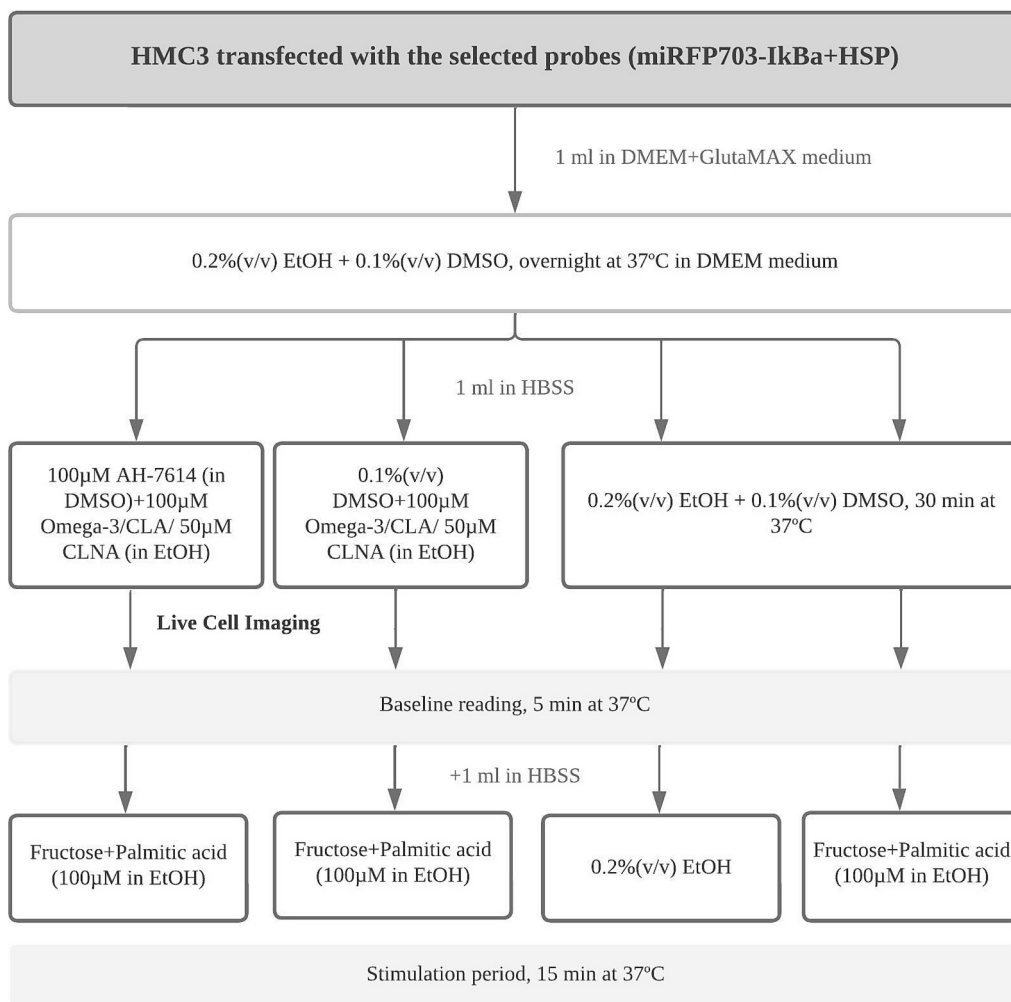 HMC3 transfected with the selected probes (miRFP703-IkBa+HSP)
1 ml in DMEM+GlutaMAX medium
0.2%(v/v) EtOH + 0.1%(v/v) DMSO, overnight at 37ºC in DMEM medium
1 ml in HBSS
100µM AH-7614 (in
DMSO)+100µM
Omega-3/CLA/ 50µM
CLNA (in EtOH)
0.1%(v/v)
DMSO+100µM
Omega-3/CLA/ 50µM
CLNA (in EtOH)
0.2%(v/v) EtOH + 0.1%(v/v) DMSO, 30 min at
37ºC
Live Cell Imaging
Baseline reading, 5 min at 37ºC
+1 ml in HBSS
Fructose+Palmitic acid
(100µM in EtOH)
Fructose+Palmitic acid
(100µM in EtOH)
0.2%(v/v) EtOH
Fructose+Palmitic acid
(100µM in EtOH)
Stimulation period, 15 min at 37ºC